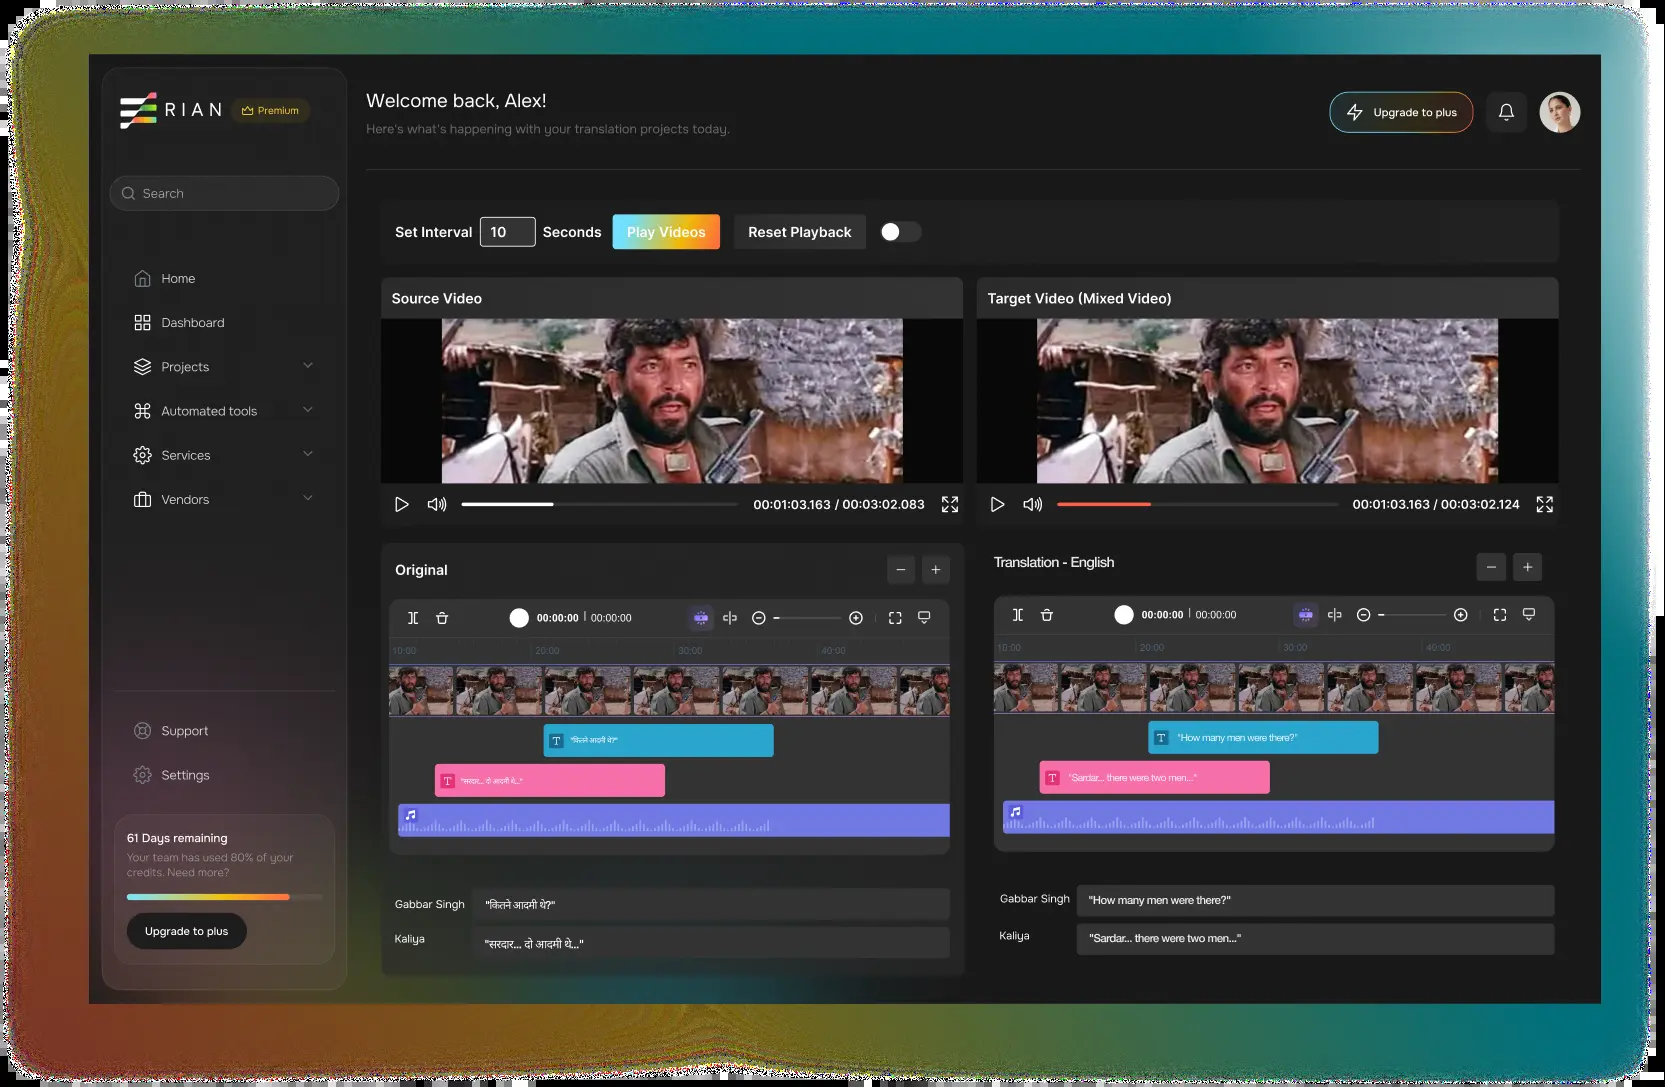 RIAN
Premium
Search
Home
Dashboard
Projects
Automated tools
Services
Vendors
Support
Settings
61 Days remaining
Your team has used 80% of your
credits. Need more?
Upgrade to plus
Welcome back, Alex!
Here's what's happening with your translation projects today.
Upgrade to plus
Set Interval 10 Seconds Play Videos Reset Playback
Source Video
00:01:03.163 / 00:03:02.083
Target Video (Mixed Video)
00:01:03.163 / 00:03:02.124
Original
00:00:00 | 00:00:00
10:00 20:00 30:00 40:00
T "कितने आदमी थे?"
T "सरदार... दो आदमी थे..."
Gabbar Singh "कितने आदमी थे?"
Kaliya "सरदार... दो आदमी थे..."
Translation - English
00:00:00 | 00:00:00
10:00 20:00 30:00 40:00
T "How many men were there?"
T "Sardar... there were two men..."
Gabbar Singh "How many men were there?"
Kaliya "Sardar... there were two men..."